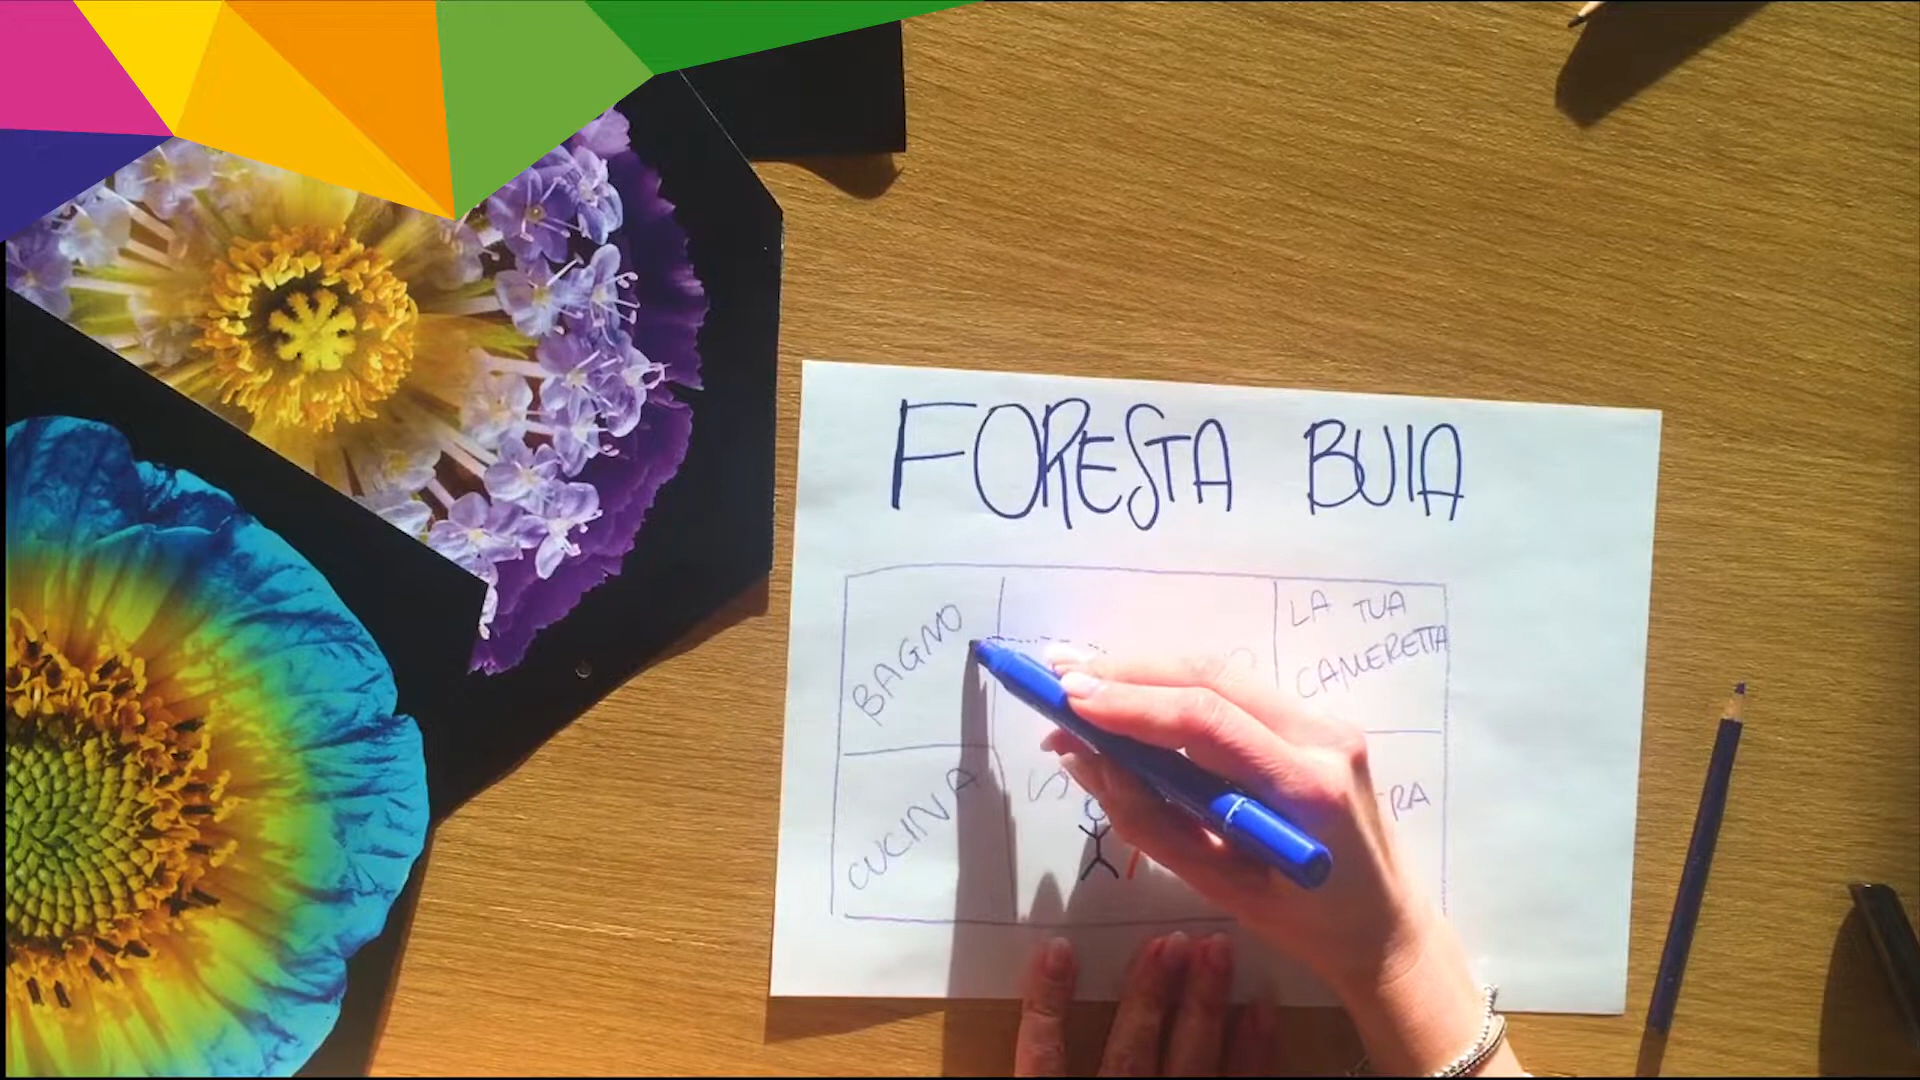 FORESTA BUIA
BAGNO
LA TUA
CAMERETTA
CUCINA